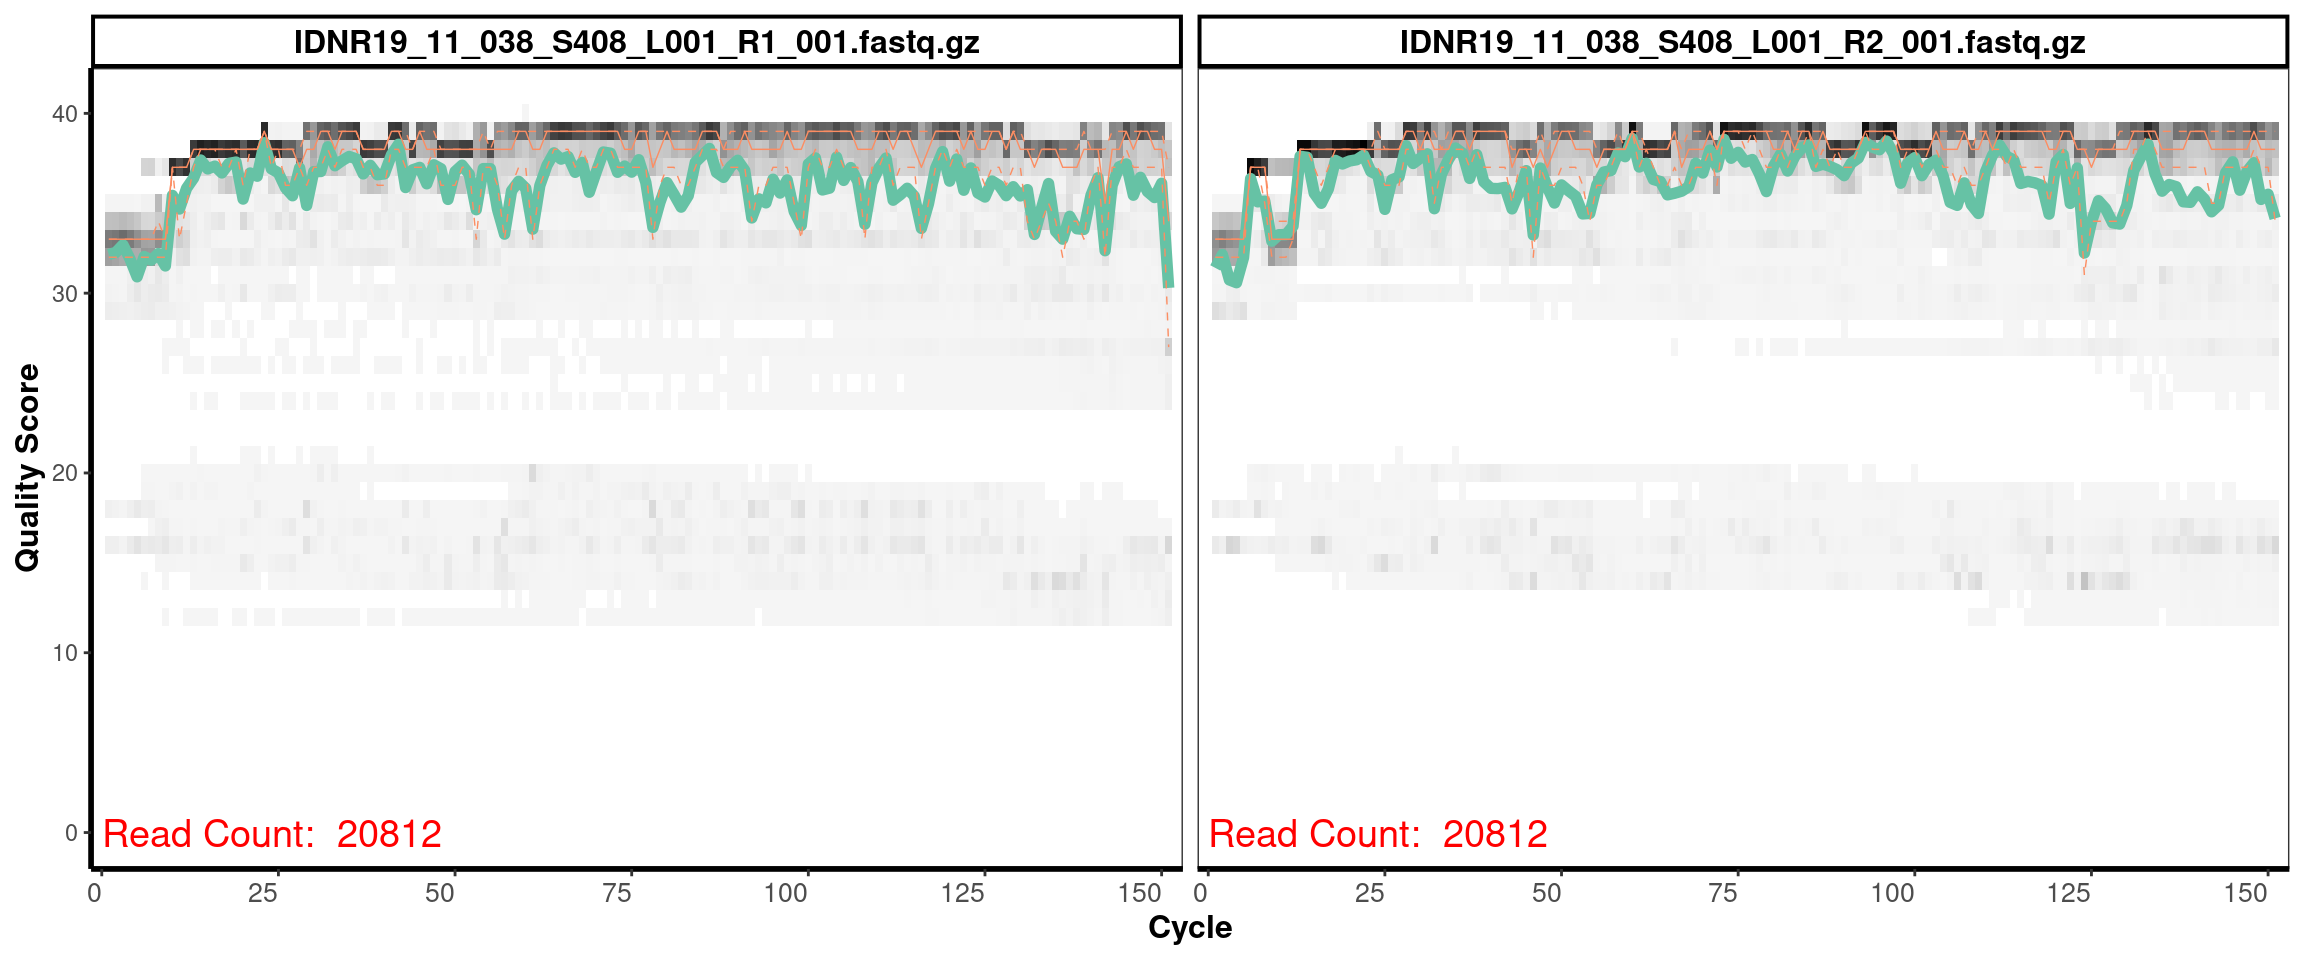 IDNR19_11_038_S408_L001_R1_001.fastq.gz
IDNR19_11_038_S408_L001_R2_001.fastq.gz
Quality Score
40
30
20
10
0
Read Count:  20812
Read Count:  20812
0 25 50 75 100 125 150
0 25 50 75 100 125 150
Cycle